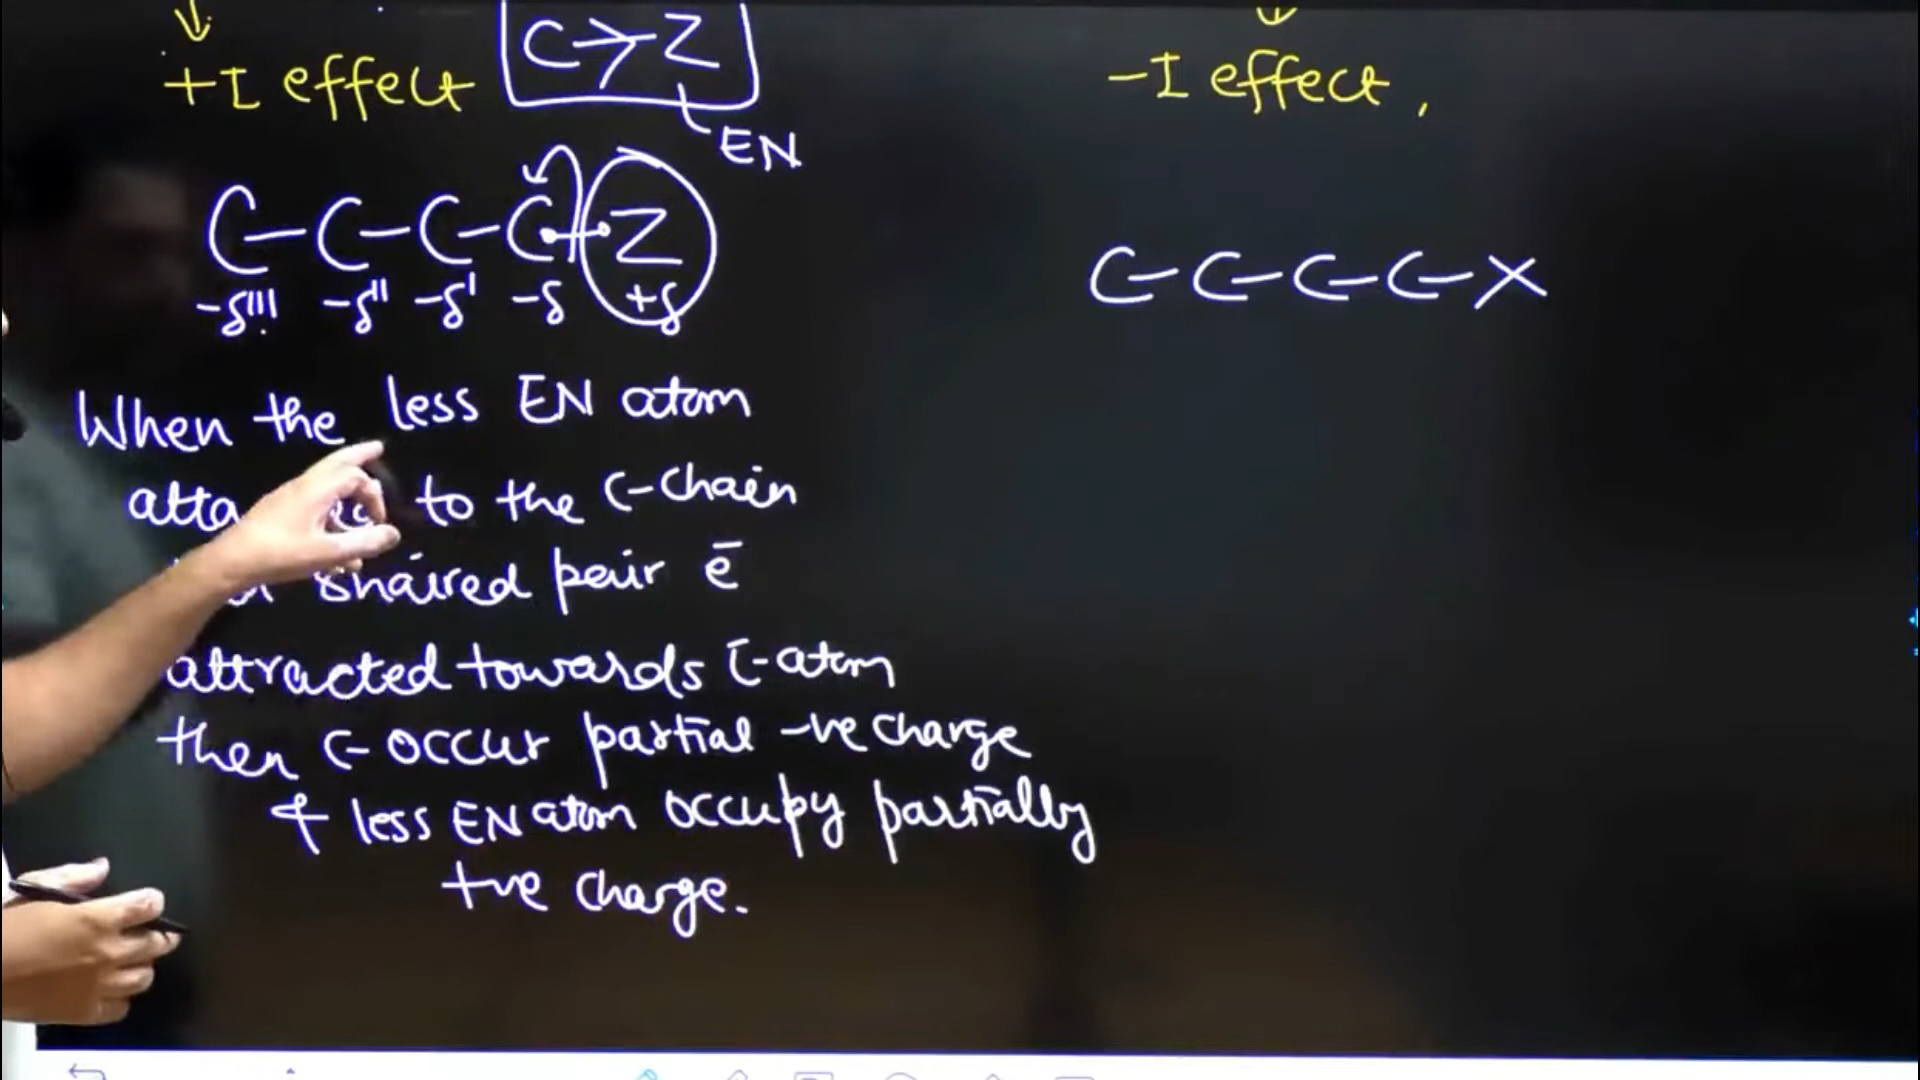 +I effect
C > Z
EN
C-C-C-C-Z
-δ''' -δ'' -δ' -δ +δ
When the less EN atom
to the C-chain
shaired pair ē
attracted towards C-atom
then C- occur partial -ve charge
& less EN atom occupy partially
+ve charge.
-I effect,
C-C-C-C-X